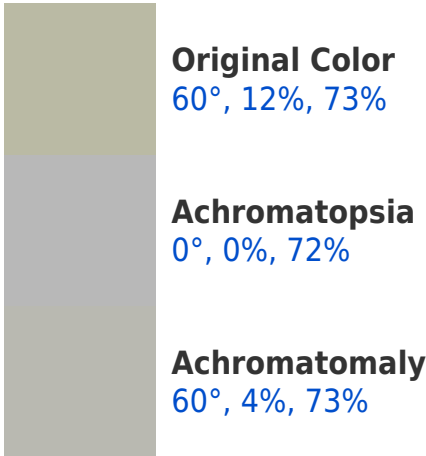 Original Color
60°, 12%, 73%
Achromatopsia
0°, 0%, 72%
Achromatomaly
60°, 4%, 73%